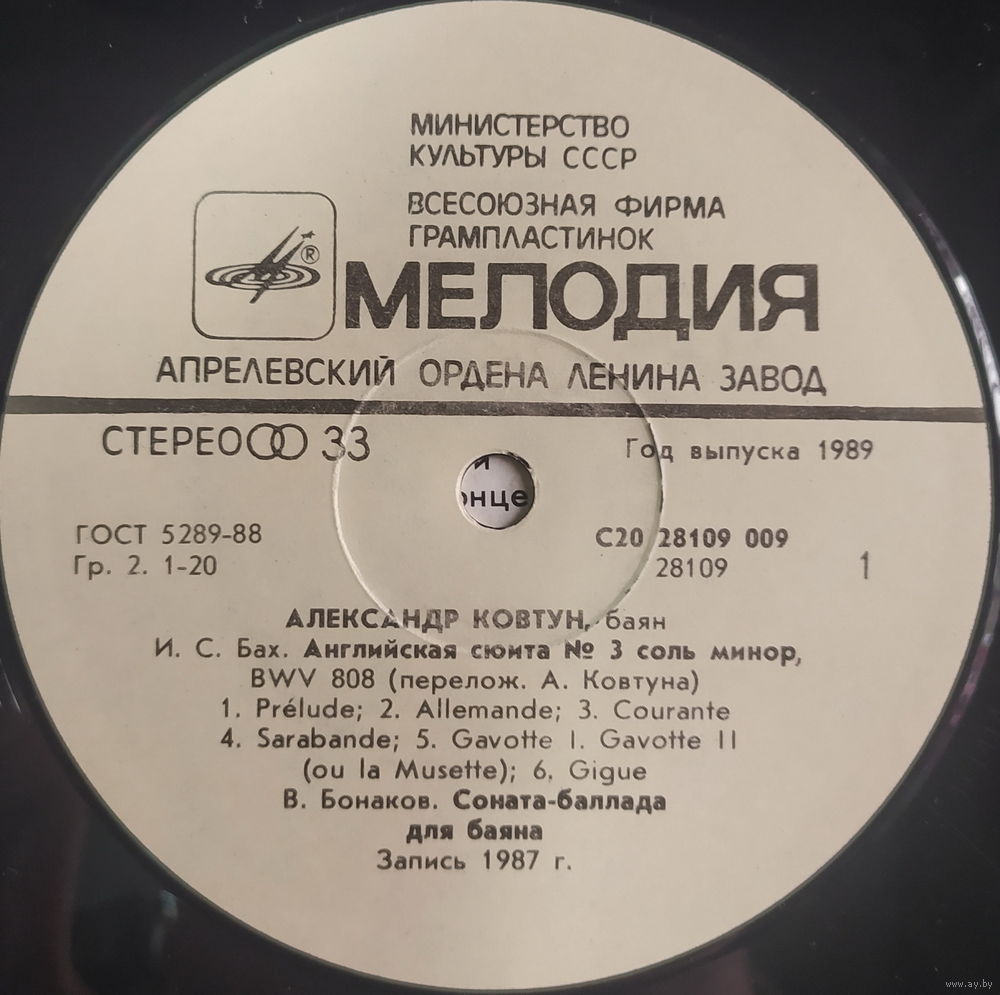 МИНИСТЕРСТВО
КУЛЬТУРЫ СССР
ВСЕСОЮЗНАЯ ФИРМА
ГРАМПЛАСТИНОК
®
МЕЛОДИЯ
АПРЕЛЕВСКИЙ ОРДЕНА ЛЕНИНА ЗАВОД
СТЕРЕО 33
Год выпуска 1989
ГОСТ 5289-88
Гр. 2. 1-20
С20 28109 009
28109
1
АЛЕКСАНДР КОВТУН, баян
И. С. Бах. Английская сюита № 3 соль минор,
BWV 808 (перелож. А. Ковтуна)
1. Prélude; 2. Allemande; 3. Courante
4. Sarabande; 5. Gavotte I. Gavotte II
(ou la Musette); 6. Gigue
В. Бонаков. Соната-баллада
для баяна
Запись 1987 г.
www.ay.by